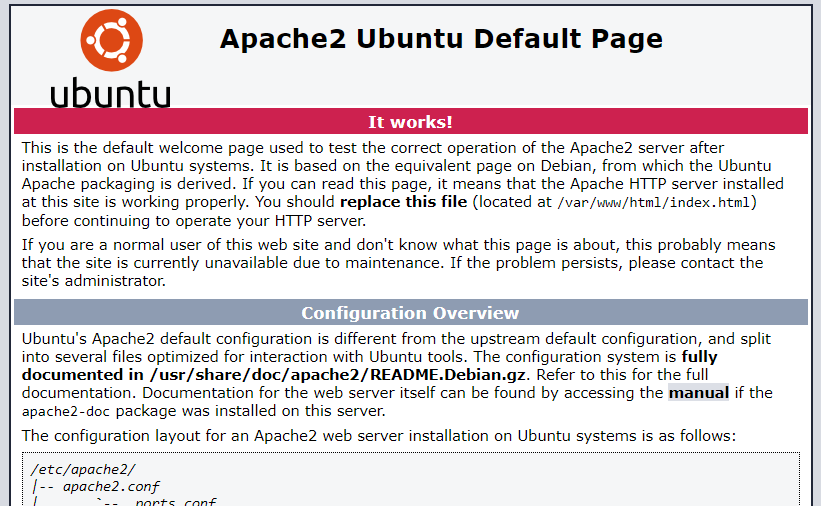 ubuntu
Apache2 Ubuntu Default Page
It works!
This is the default welcome page used to test the correct operation of the Apache2 server after
installation on Ubuntu systems. It is based on the equivalent page on Debian, from which the Ubuntu
Apache packaging is derived. If you can read this page, it means that the Apache HTTP server installed
at this site is working properly. You should replace this file (located at /var/www/html/index.html)
before continuing to operate your HTTP server.
If you are a normal user of this web site and don't know what this page is about, this probably means
that the site is currently unavailable due to maintenance. If the problem persists, please contact the
site's administrator.
Configuration Overview
Ubuntu's Apache2 default configuration is different from the upstream default configuration, and split
into several files optimized for interaction with Ubuntu tools. The configuration system is fully
documented in /usr/share/doc/apache2/README.Debian.gz. Refer to this for the full
documentation. Documentation for the web server itself can be found by accessing the manual if the
apache2-doc package was installed on this server.
The configuration layout for an Apache2 web server installation on Ubuntu systems is as follows:
/etc/apache2/
|-- apache2.conf
|       `--  ports.conf